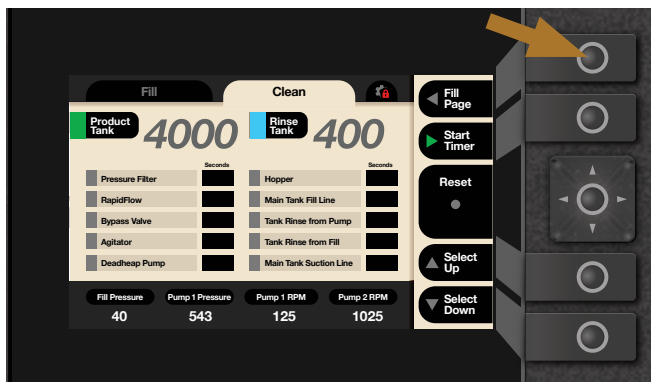 Fill
Clean
Product
Tank
4000
Rinse
Tank
400
Seconds
Pressure Filter
RapidFlow
Bypass Valve
Agitator
Deadheap Pump
Seconds
Hopper
Main Tank Fill Line
Tank Rinse from Pump
Tank Rinse from Fill
Main Tank Suction Line
Fill Pressure
40
Pump 1 Pressure
543
Pump 1 RPM
125
Pump 2 RPM
1025
Fill
Page
Start
Timer
Reset
Select
Up
Select
Down